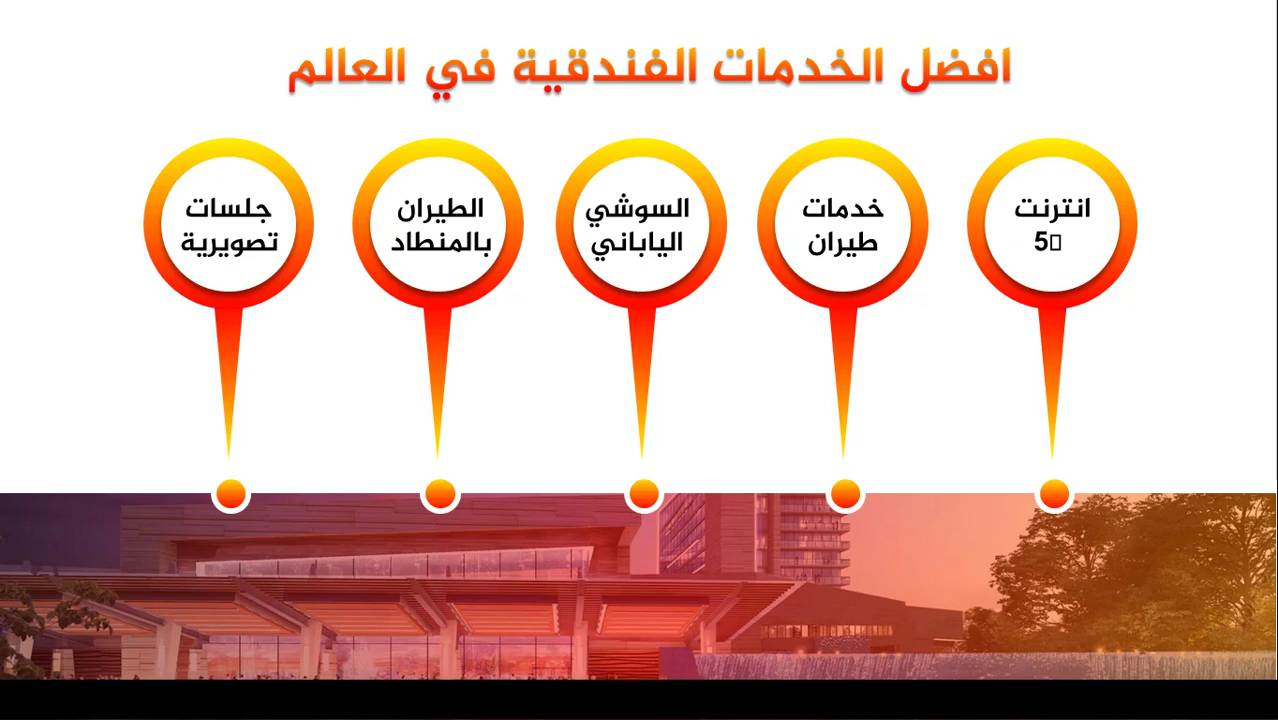 افضل الخدمات الفندقية في العالم
انترنت
5▯
خدمات
طيران
السوشي
الياباني
الطيران
بالمنطاد
جلسات
تصويرية